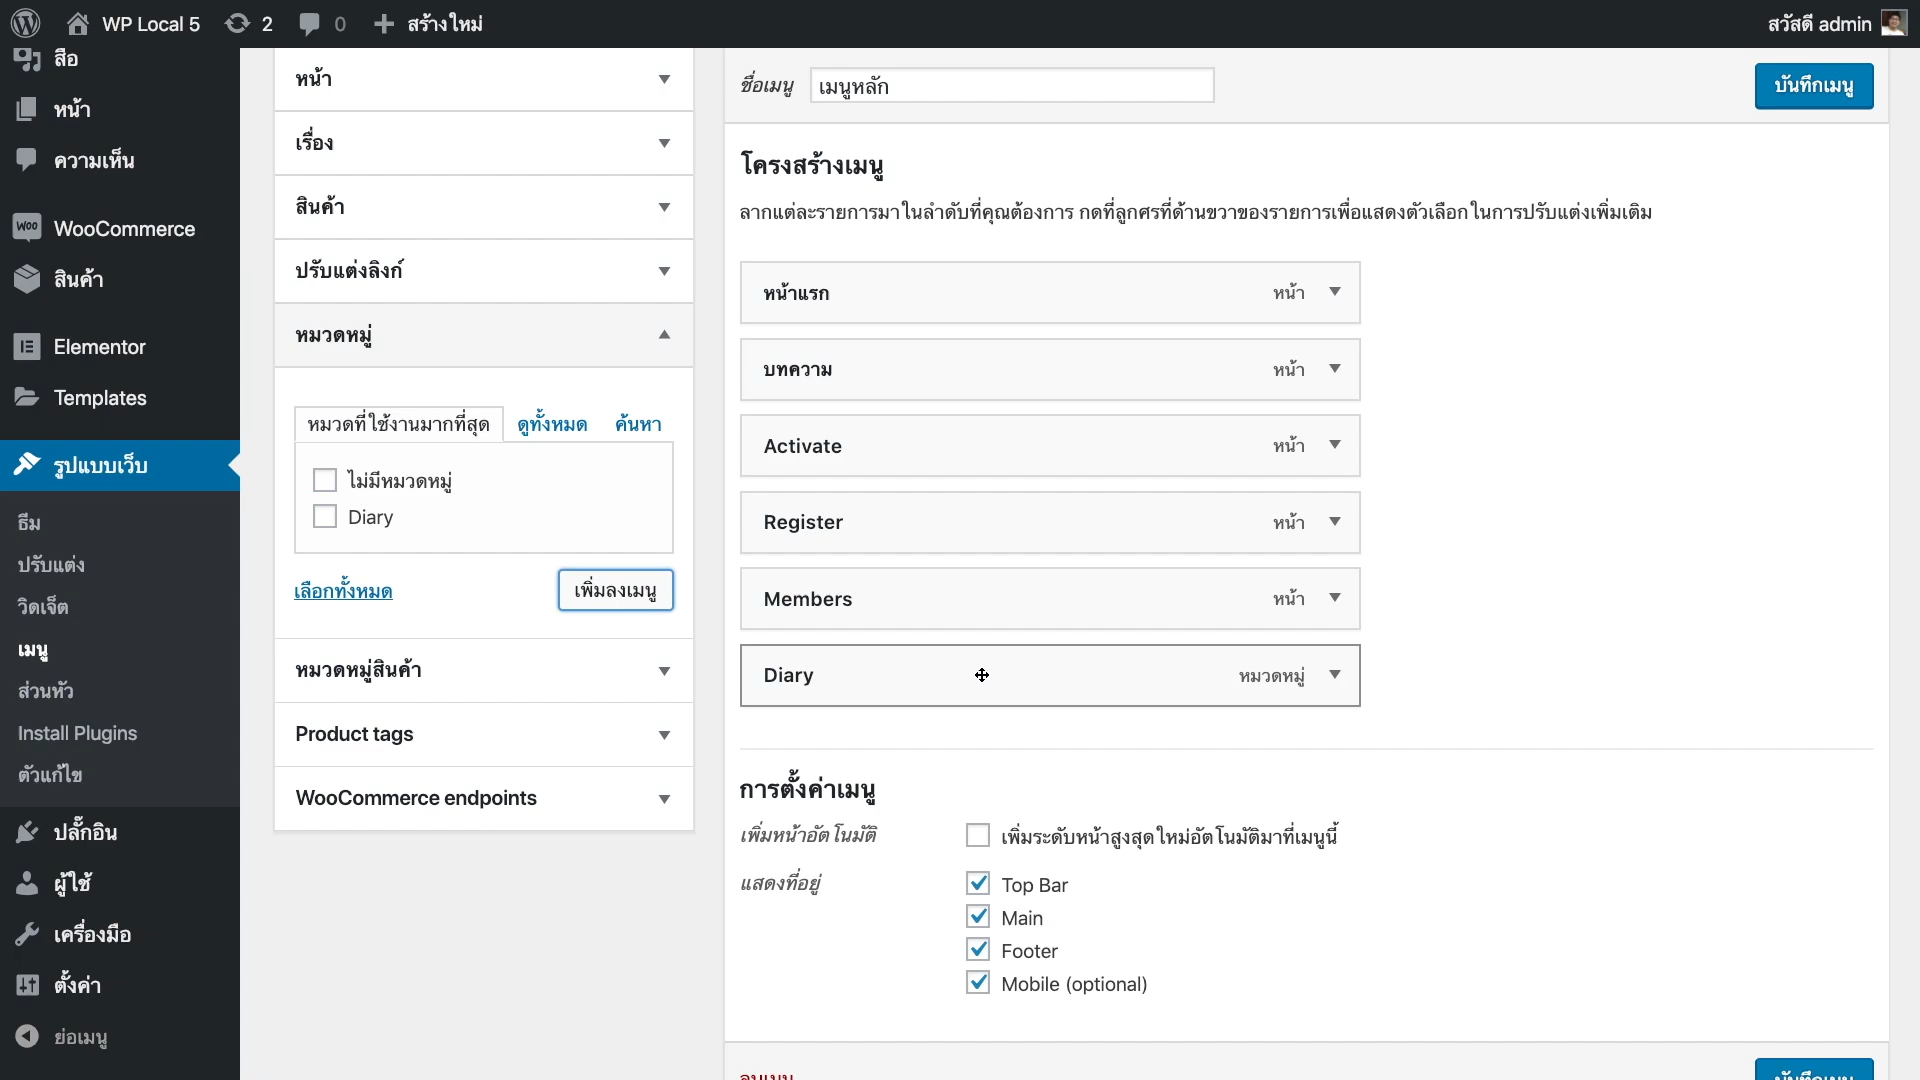 WP Local 5
2
0
สร้างใหม่
สวัสดี admin
สื่อ
หน้า
ความเห็น
WooCommerce
สินค้า
Elementor
Templates
รูปแบบเว็บ
ธีม
ปรับแต่ง
วิดเจ็ต
เมนู
ส่วนหัว
Install Plugins
ตัวแก้ไข
ปลั๊กอิน
ผู้ใช้
เครื่องมือ
ตั้งค่า
ย่อเมนู
หน้า
เรื่อง
สินค้า
ปรับแต่งลิงก์
หมวดหมู่
หมวดที่ใช้งานมากที่สุด ดูทั้งหมด ค้นหา
ไม่มีหมวดหมู่
Diary
เลือกทั้งหมด เพิ่มลงเมนู
หมวดหมู่สินค้า
Product tags
WooCommerce endpoints
ชื่อเมนู เมนูหลัก บันทึกเมนู
โครงสร้างเมนู
ลากแต่ละรายการมาในลำดับที่คุณต้องการ กดที่ลูกศรที่ด้านขวาของรายการเพื่อแสดงตัวเลือกในการปรับแต่งเพิ่มเติม
หน้าแรก หน้า
บทความ หน้า
Activate หน้า
Register หน้า
Members หน้า
Diary หมวดหมู่
การตั้งค่าเมนู
เพิ่มหน้าอัตโนมัติ เพิ่มระดับหน้าสูงสุดใหม่อัตโนมัติมาที่เมนูนี้
แสดงที่อยู่ Top Bar
Main
Footer
Mobile (optional)